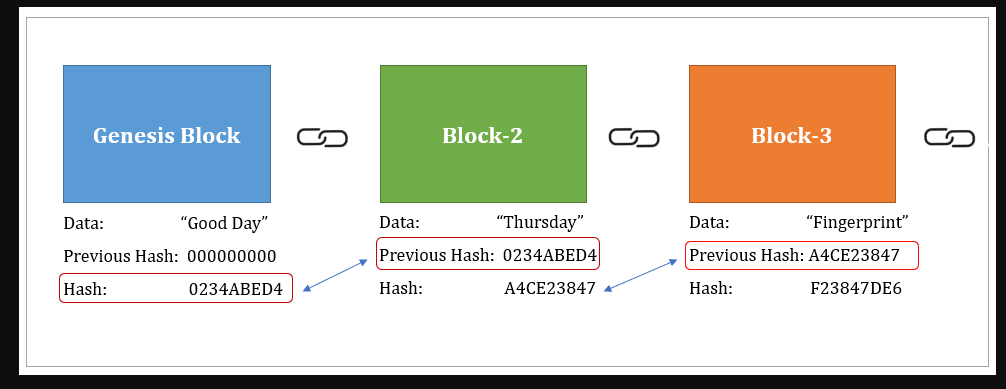 Genesis Block
Data: “Good Day”
Previous Hash: 000000000
Hash: 0234ABED4
Block-2
Data: “Thursday”
Previous Hash: 0234ABED4
Hash: A4CE23847
Block-3
Data: “Fingerprint”
Previous Hash: A4CE23847
Hash: F23847DE6